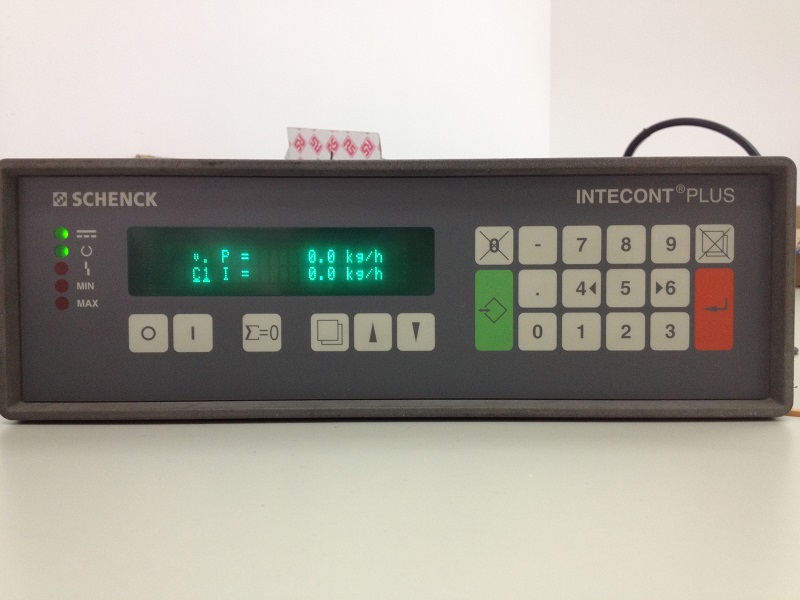 SCHENCK
INTECONT® PLUS
v. P = 0.0 kg/h
C1 I = 0.0 kg/h
MIN
MAX
O I Σ=0
0 - 7 8 9
. 4 5 6
0 1 2 3